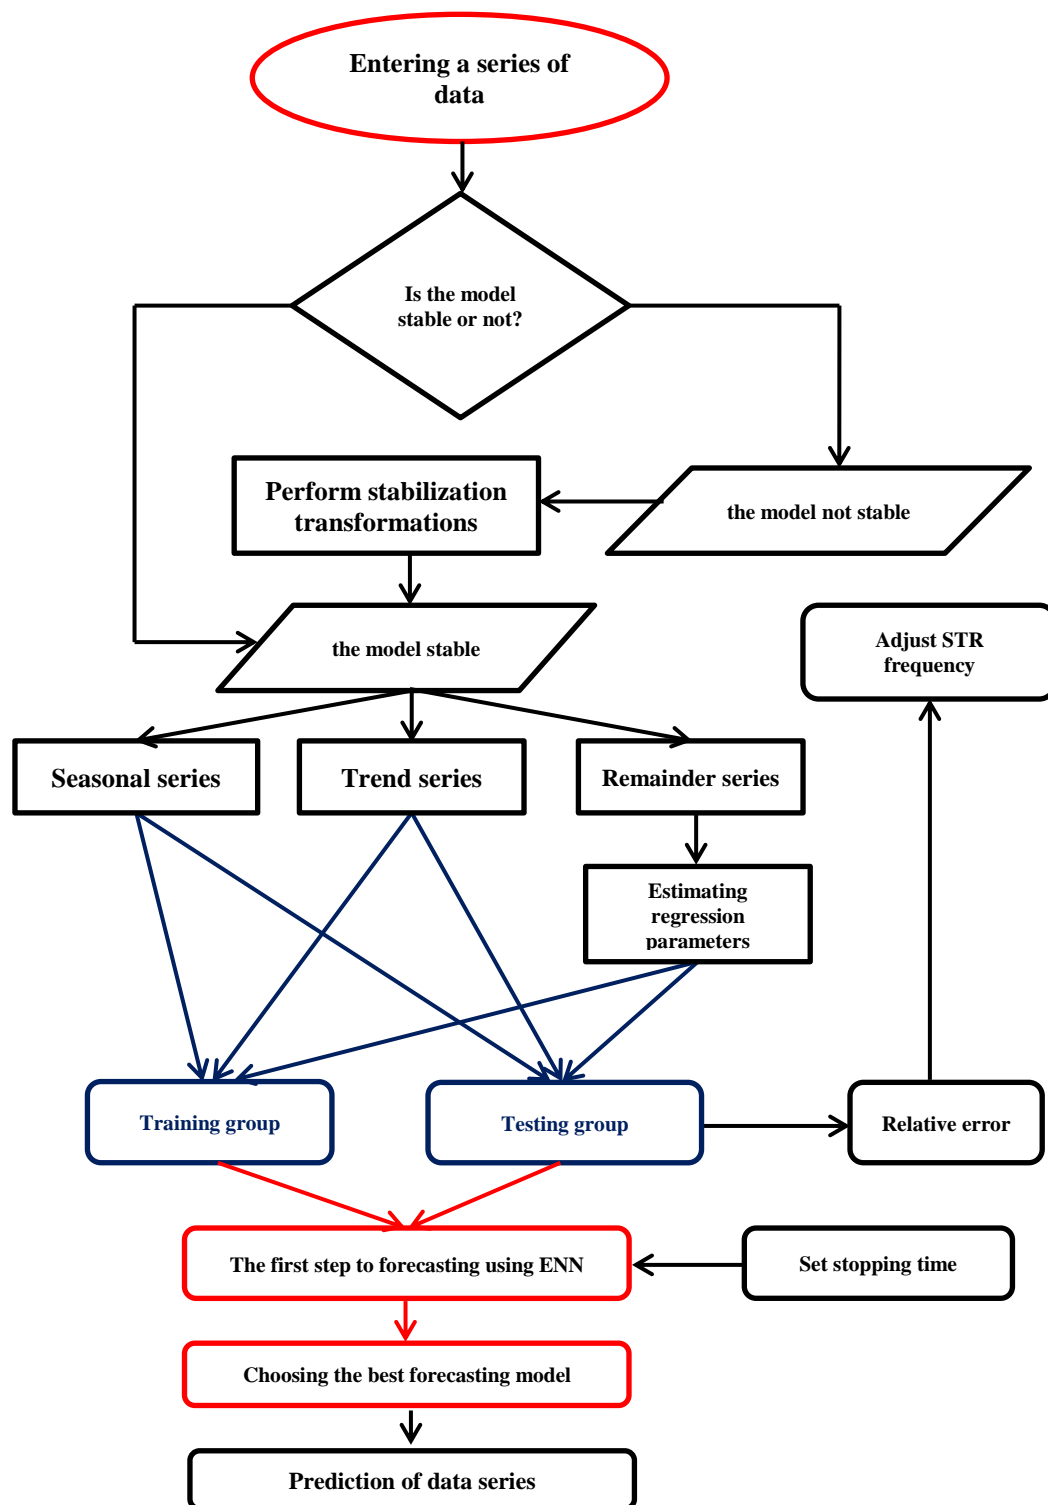 Entering a series of
data
Is the model
stable or not?
Perform stabilization
transformations
the model not stable
the model stable
Adjust STR
frequency
Seasonal series
Trend series
Remainder series
Estimating
regression
parameters
Training group
Testing group
Relative error
The first step to forecasting using ENN
Set stopping time
Choosing the best forecasting model
Prediction of data series